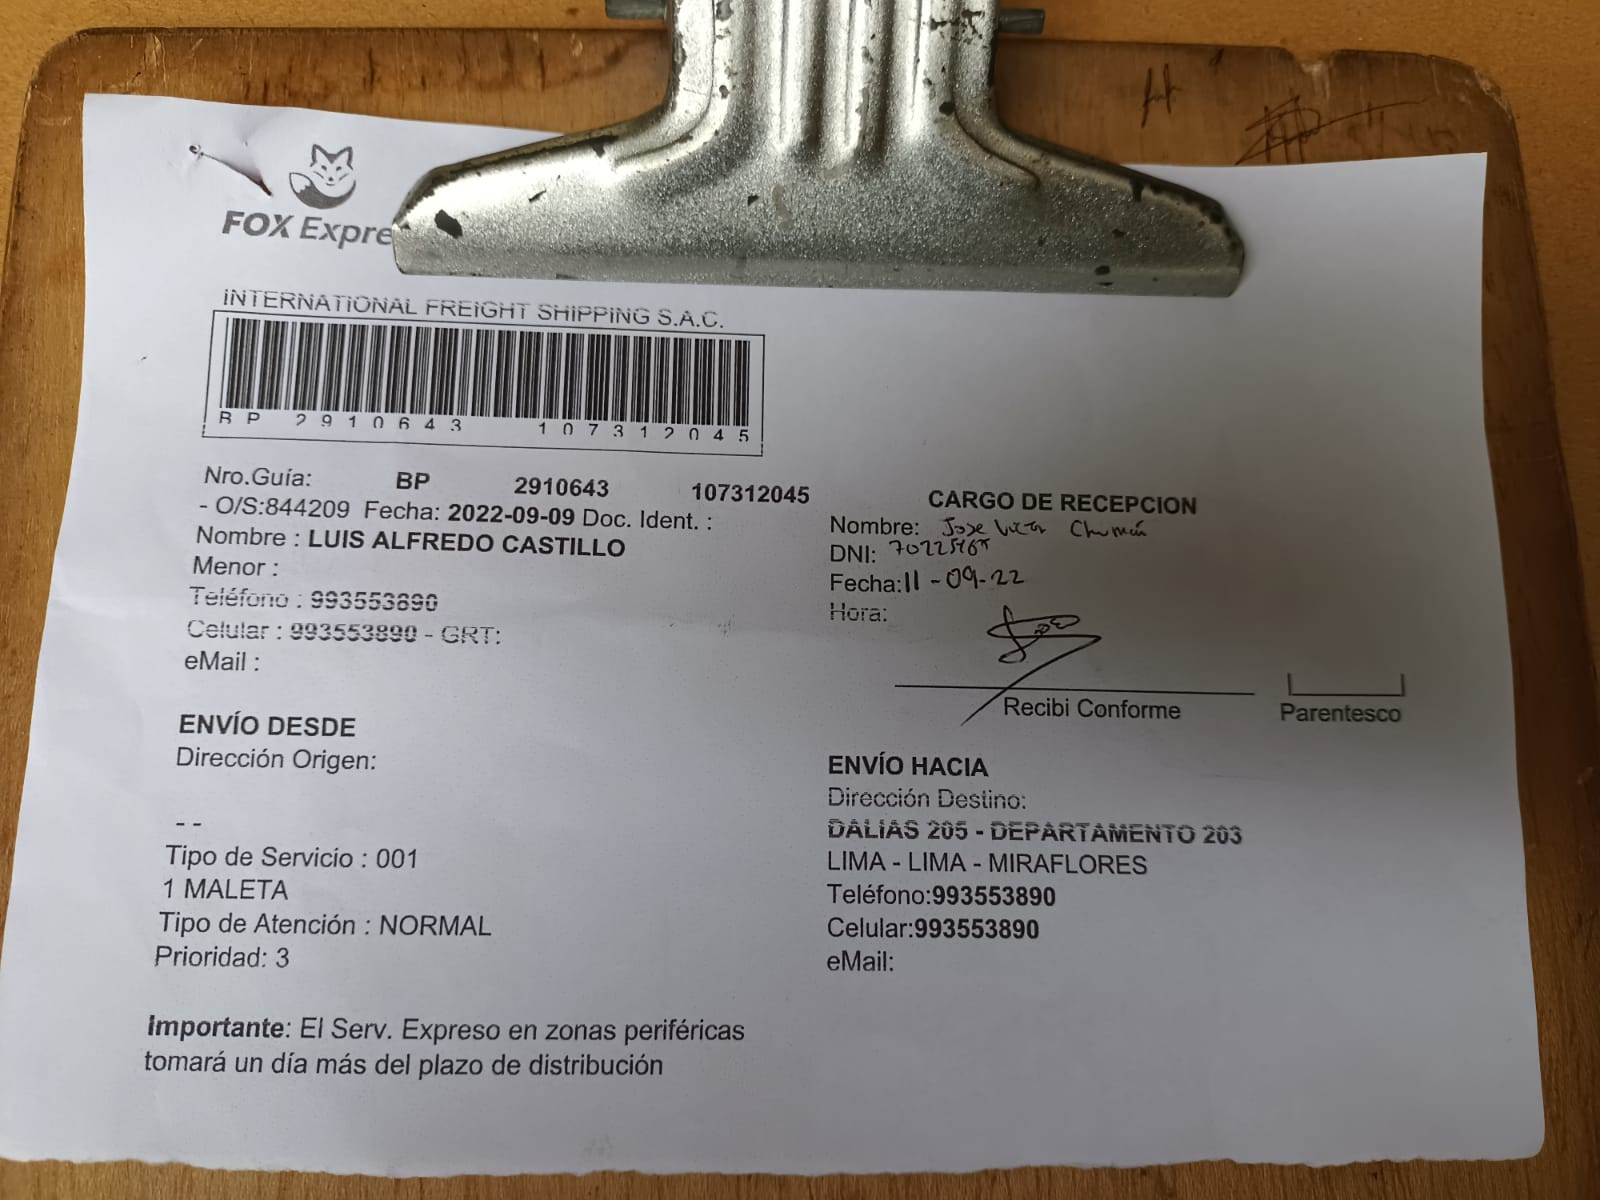 FOX Expre
INTERNATIONAL FREIGHT SHIPPING S.A.C.
BP 2910643 107312045
Nro.Guía: BP 2910643 107312045
- O/S:844209 Fecha: 2022-09-09 Doc. Ident. :
Nombre : LUIS ALFREDO CASTILLO
Menor :
Teléfono : 993553890
Celular : 993553890 - GRT:
eMail :
CARGO DE RECEPCION
Nombre: Jose Victor Chumán
DNI:
Fecha: 11-09-22
Hora:
Recibi Conforme
Parentesco
ENVÍO DESDE
Dirección Origen:
- -
Tipo de Servicio : 001
1 MALETA
Tipo de Atención : NORMAL
Prioridad: 3
ENVÍO HACIA
Dirección Destino:
DALIAS 205 - DEPARTAMENTO 203
LIMA - LIMA - MIRAFLORES
Teléfono:993553890
Celular:993553890
eMail:
Importante: El Serv. Expreso en zonas periféricas
tomará un día más del plazo de distribución